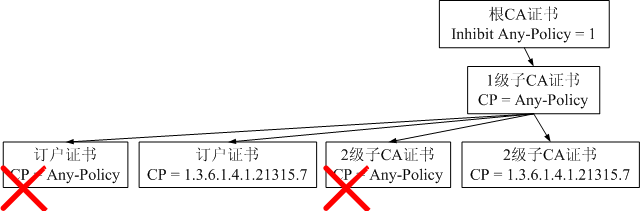 根CA证书
Inhibit Any-Policy = 1
1级子CA证书
CP = Any-Policy
订户证书
CP = Any-Policy
订户证书
CP = 1.3.6.1.4.1.21315.7
2级子CA证书
CP = Any-Policy
2级子CA证书
CP = 1.3.6.1.4.1.21315.7